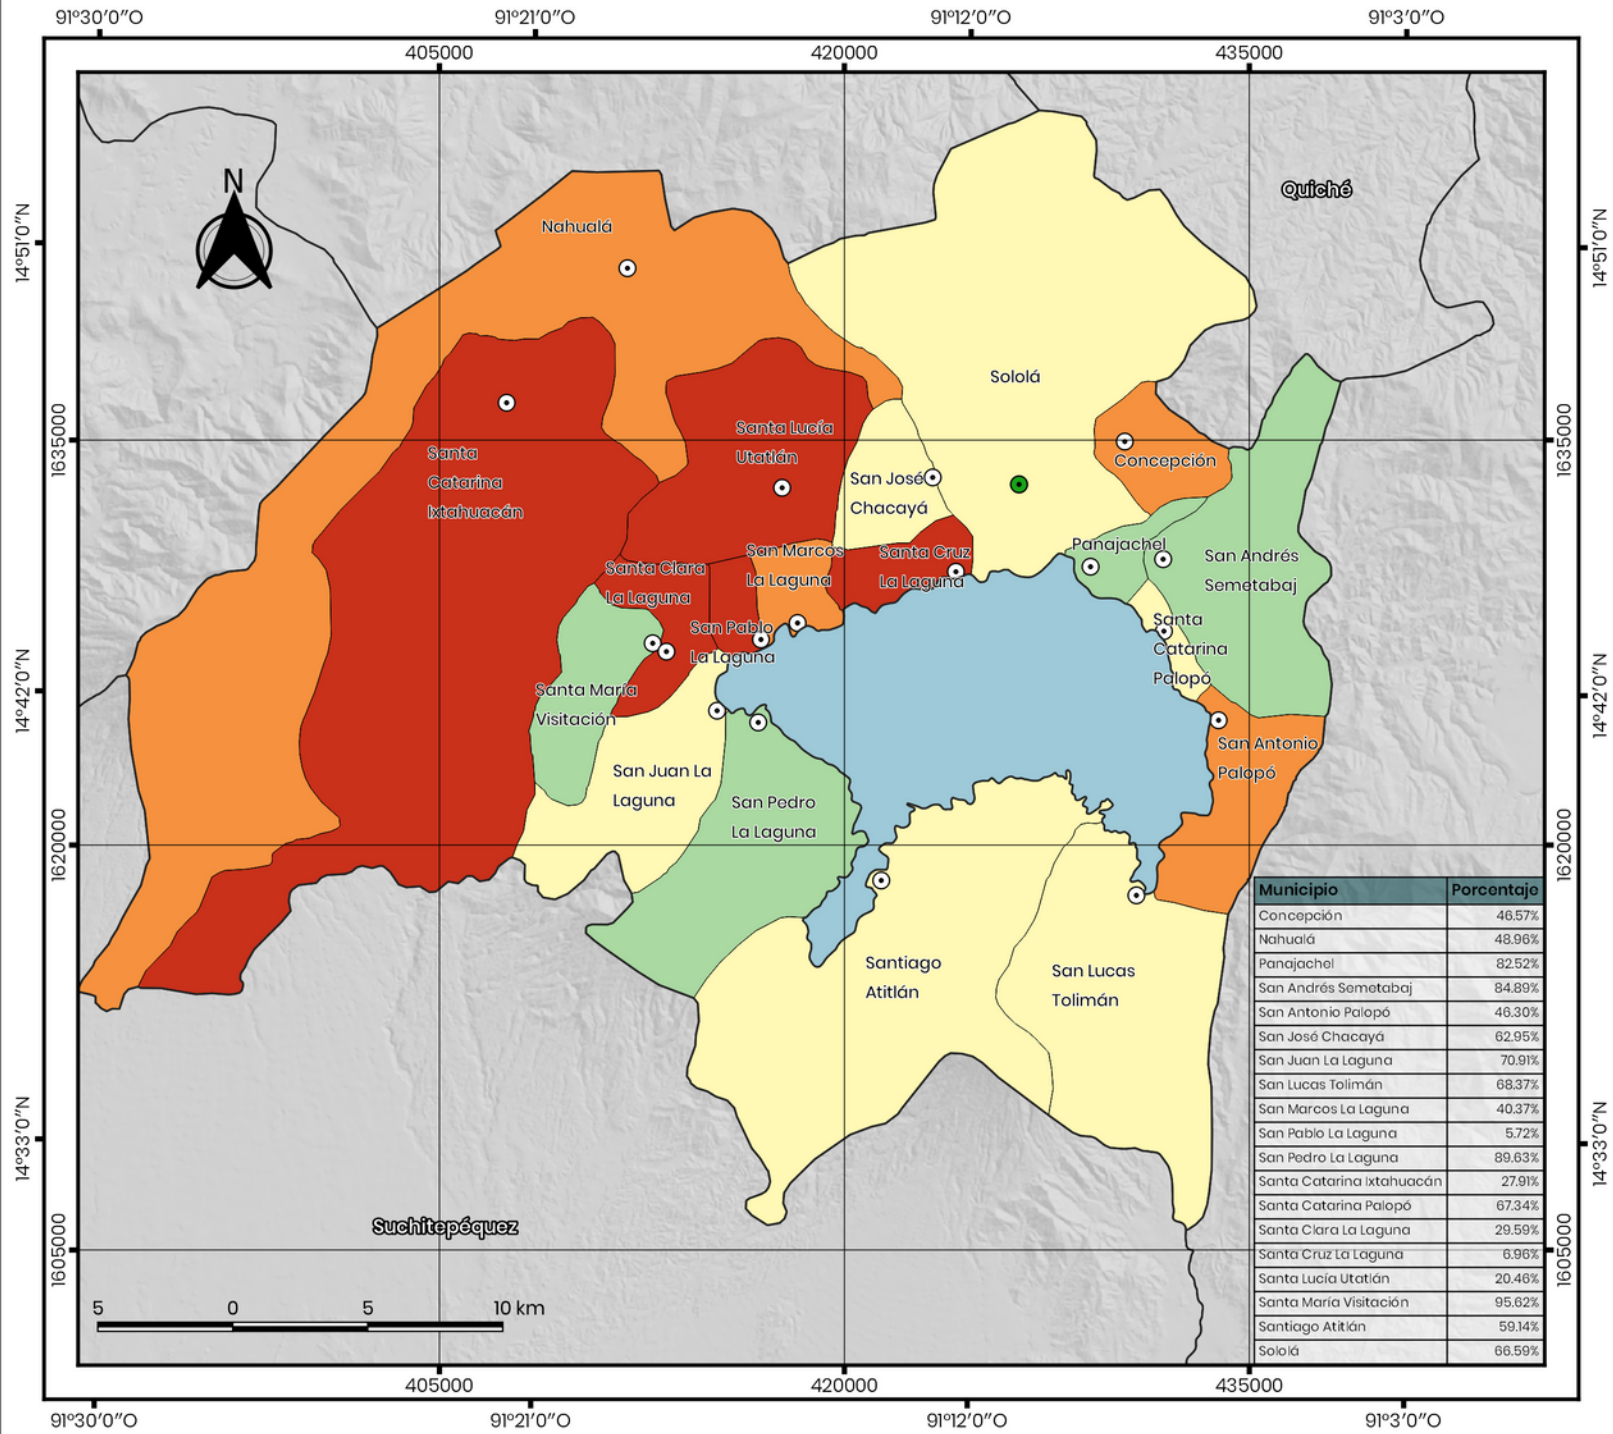 91°30'0"O 91°21'0"O 91°12'0"O 91°3'0"O
405000 420000 435000
N
Quiché
14°51'0"N
14°51'0"N
Nahualá
Sololá
1635000
1635000
Santa Lucía
Utatlán
Santa
Catarina
Ixtahuacán
Concepción
San José
Chacayá
Panajachel
San Andrés
Semetabaj
San Marcos
La Laguna
Santa Cruz
La Laguna
Santa Clara
La Laguna
San Pablo
La Laguna
Santa
Catarina
Palopó
Santa María
Visitación
14°42'0"N
14°42'0"N
San Antonio
Palopó
San Juan La
Laguna
San Pedro
La Laguna
1620000
1620000
Santiago
Atitlán
San Lucas
Tolimán
Municipio Porcentaje
Concepción 46.57%
Nahualá 48.96%
Panajachel 82.52%
San Andrés Semetabaj 84.89%
San Antonio Palopó 46.30%
San José Chacayá 62.95%
San Juan La Laguna 70.91%
San Lucas Tolimán 68.37%
San Marcos La Laguna 40.37%
San Pablo La Laguna 5.72%
San Pedro La Laguna 89.63%
Santa Catarina Ixtahuacán 27.91%
Santa Catarina Palopó 67.34%
Santa Clara La Laguna 29.59%
Santa Cruz La Laguna 6.96%
Santa Lucía Utatlán 20.46%
Santa María Visitación 95.62%
Santiago Atitlán 59.14%
Sololá 66.59%
14°33'0"N
14°33'0"N
Suchitepéquez
1605000
1605000
5 0 5 10 km
405000 420000 435000
91°30'0"O 91°21'0"O 91°12'0"O 91°3'0"O